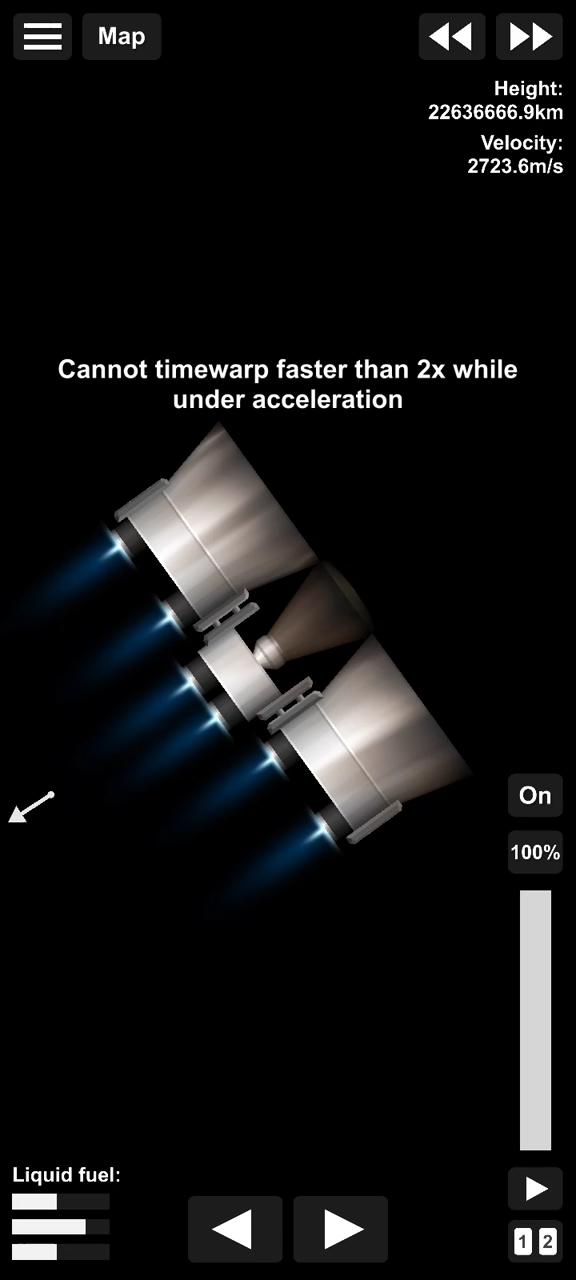 Map
Height:
22636666.9km
Velocity:
2723.6m/s
Cannot timewarp faster than 2x while
under acceleration
On
100%
Liquid fuel:
1 2